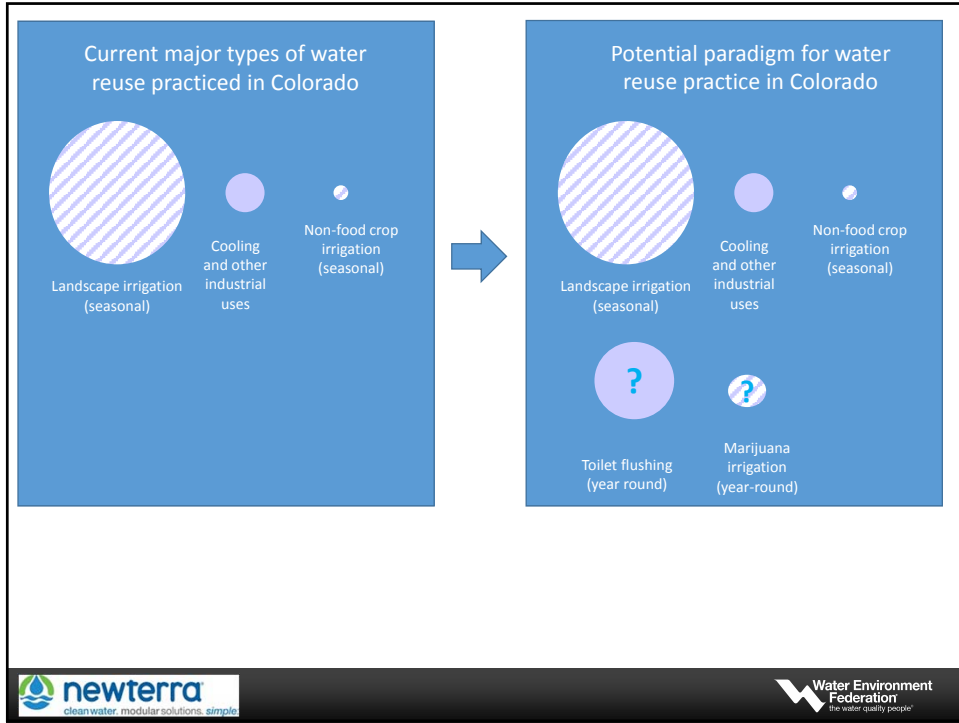 Current major types of water
reuse practiced in Colorado
Landscape irrigation
(seasonal)
Cooling
and other
industrial
uses
Non-food crop
irrigation
(seasonal)
Potential paradigm for water
reuse practice in Colorado
Landscape irrigation
(seasonal)
Cooling
and other
industrial
uses
Non-food crop
irrigation
(seasonal)
?
Toilet flushing
(year round)
?
Marijuana
irrigation
(year-round)
newterra
clean water. modular solutions. simple.
Water Environment
Federation
the water quality people®